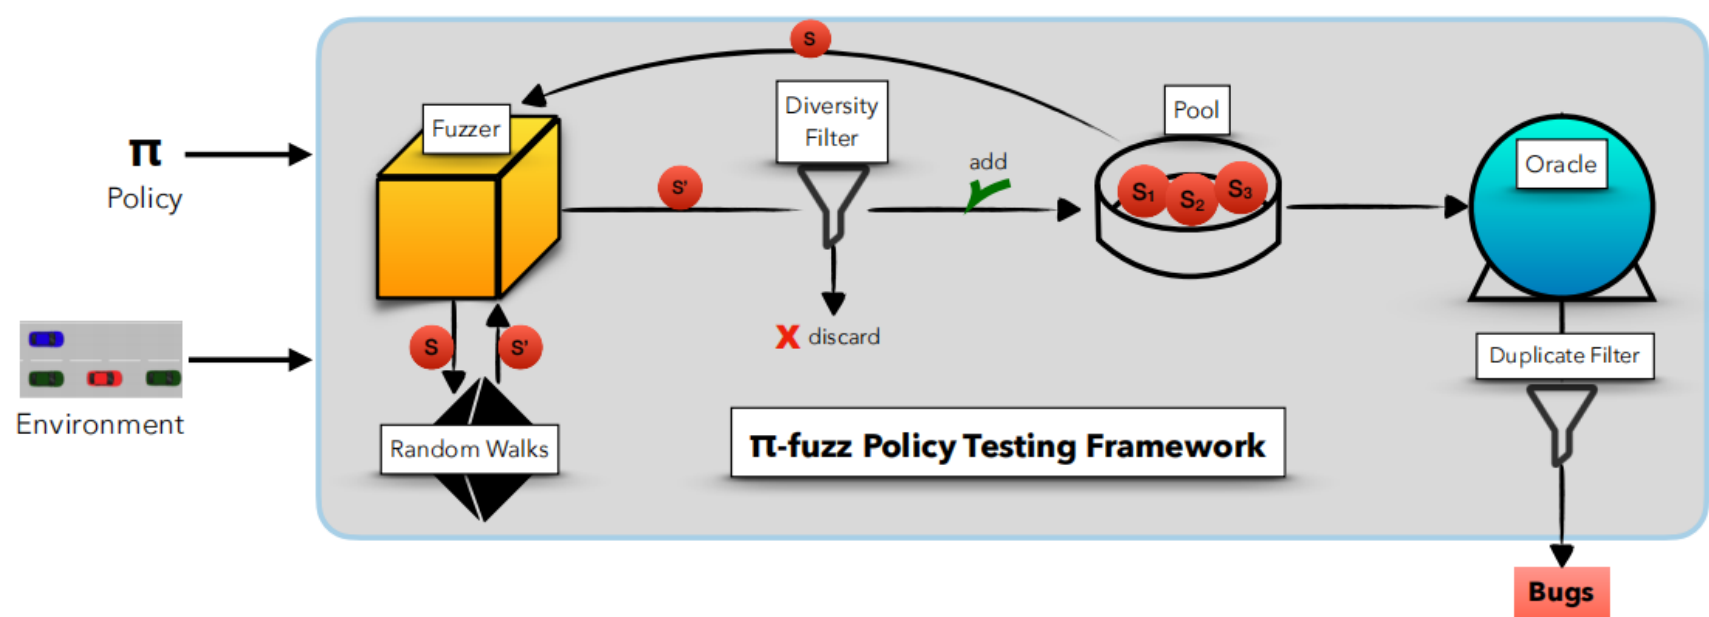 S
Diversity
Filter
Pool
Fuzzer
π
Policy
S'
add
S₁
S₂
S₃
Oracle
X discard
S
S'
Duplicate Filter
Environment
Random Walks
π-fuzz Policy Testing Framework
Bugs